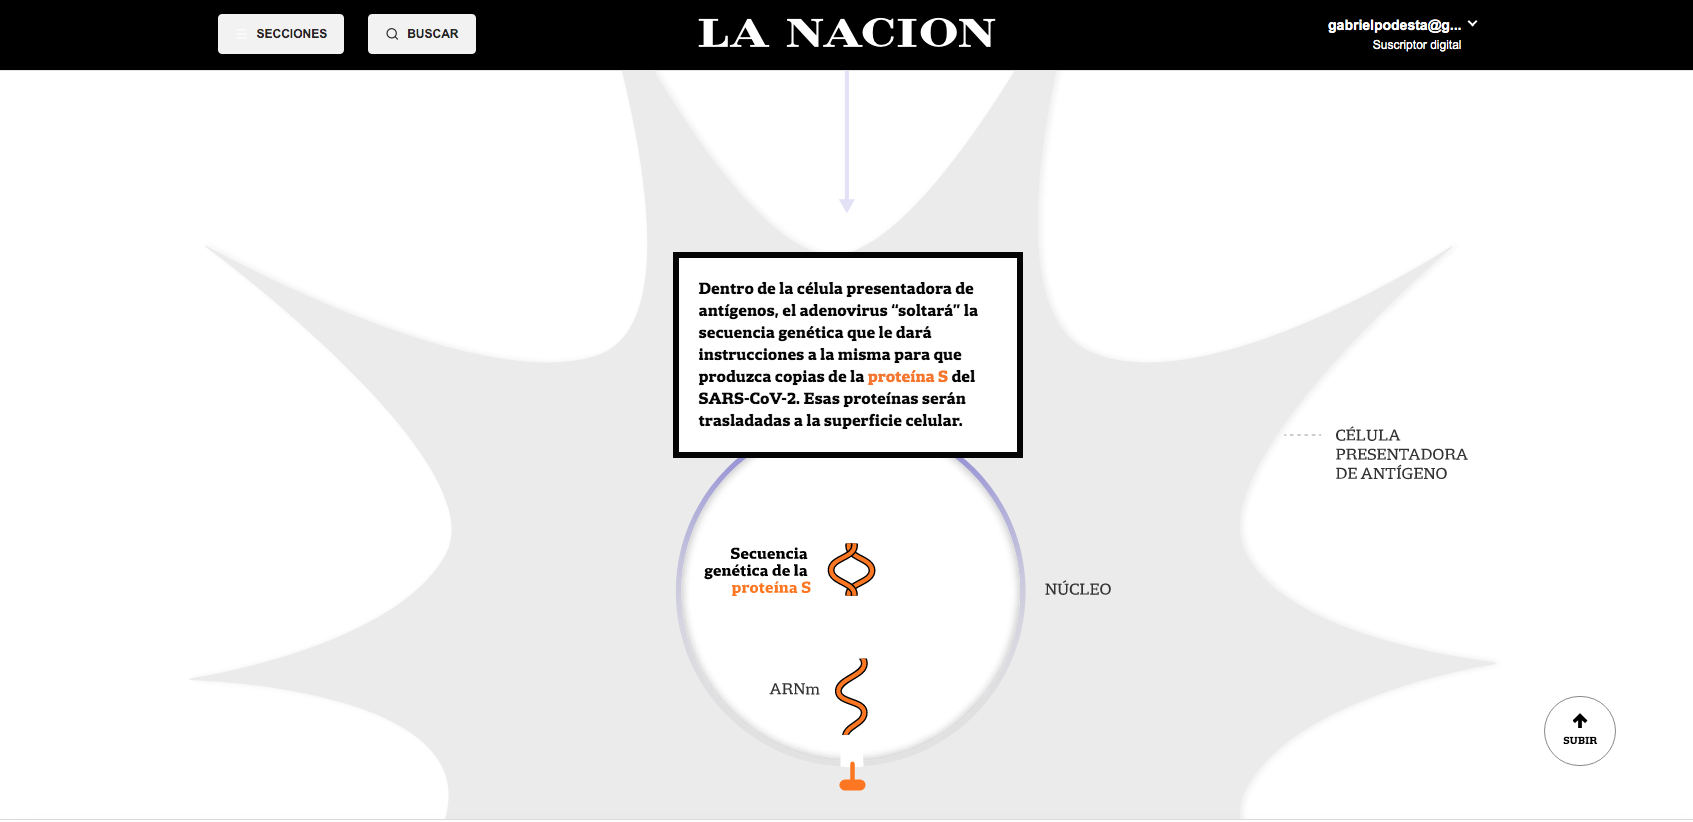 SECCIONES
BUSCAR
LA NACION
gabrielpodesta@g...
Suscriptor digital
Dentro de la célula presentadora de
antígenos, el adenovirus “soltará” la
secuencia genética que le dará
instrucciones a la misma para que
produzca copias de la proteína S del
SARS-CoV-2. Esas proteínas serán
trasladadas a la superficie celular.
CÉLULA
PRESENTADORA
DE ANTÍGENO
Secuencia
genética de la
proteína S
NÚCLEO
ARNm
SUBIR